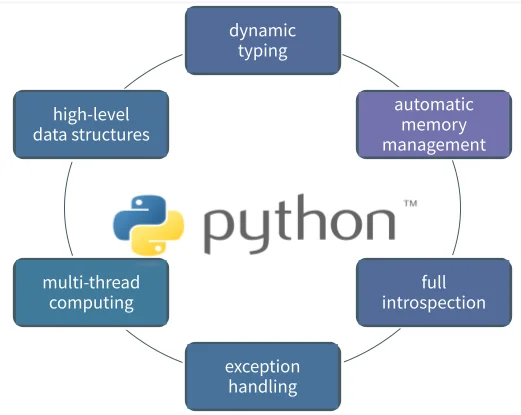 dynamic
typing
automatic
memory
management
full
introspection
exception
handling
multi-thread
computing
high-level
data structures
python™